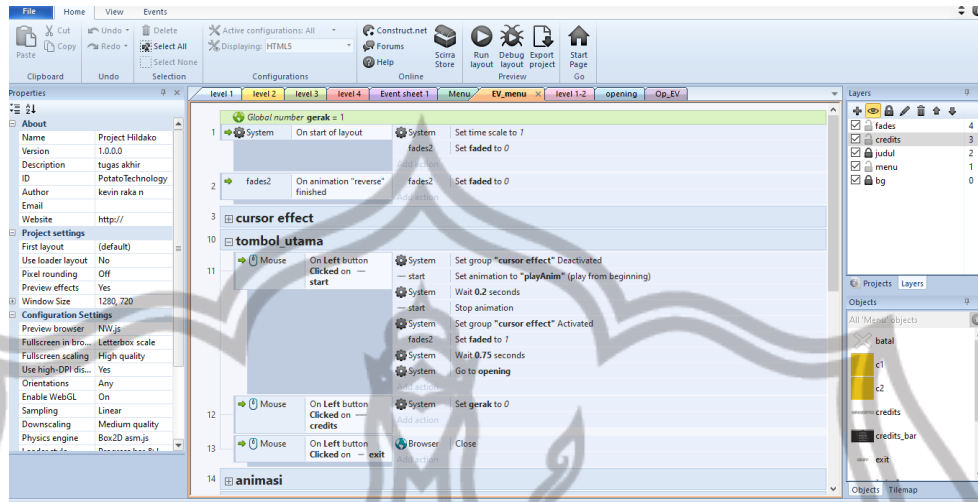 File Home View Events
Paste
Cut
Copy
Clipboard
Undo
Redo
Undo
Delete
Select All
Select None
Selection
Active configurations: All
Displaying: HTML5
Configurations
Construct.net
Forums
Help
Scirra Store
Online
Run layout
Debug layout
Export project
Preview
Start Page
Go
Properties
About
Name Project Hildako
Version 1.0.0.0
Description tugas akhir
ID PotatoTechnology
Author kevin raka n
Email
Website http://
Project settings
First layout (default)
Use loader layout No
Pixel rounding Off
Preview effects Yes
Window Size 1280, 720
Configuration Settings
Preview browser NW.js
Fullscreen in bro... Letterbox scale
Fullscreen scaling High quality
Use high-DPI dis... Yes
Orientations Any
Enable WebGL On
Sampling Linear
Downscaling Medium quality
Physics engine Box2D asm.js
level 1 level 2 level 3 level 4 Event sheet 1 Menu EV_menu level 1-2 opening Op_EV
Global number gerak = 1
1 System On start of layout System Set time scale to 1
fades2 Set faded to 0
Add action
2 fades2 On animation "reverse" finished fades2 Set faded to 0
Add action
3 cursor effect
10 tombol_utama
11 Mouse On Left button Clicked on start System Set group "cursor effect" Deactivated
start Set animation to "playAnim" (play from beginning)
System Wait 0.2 seconds
start Stop animation
System Set group "cursor effect" Activated
fades2 Set faded to 1
System Wait 0.75 seconds
System Go to opening
Add action
12 Mouse On Left button Clicked on credits System Set gerak to 0
Add action
13 Mouse On Left button Clicked on exit Browser Close
Add action
14 animasi
Layers
fades 4
credits 3
judul 2
menu 1
bg 0
Projects Layers
Objects
All 'Menu' objects
batal
c1
c2
credits
credits_bar
exit
Objects Tilemap